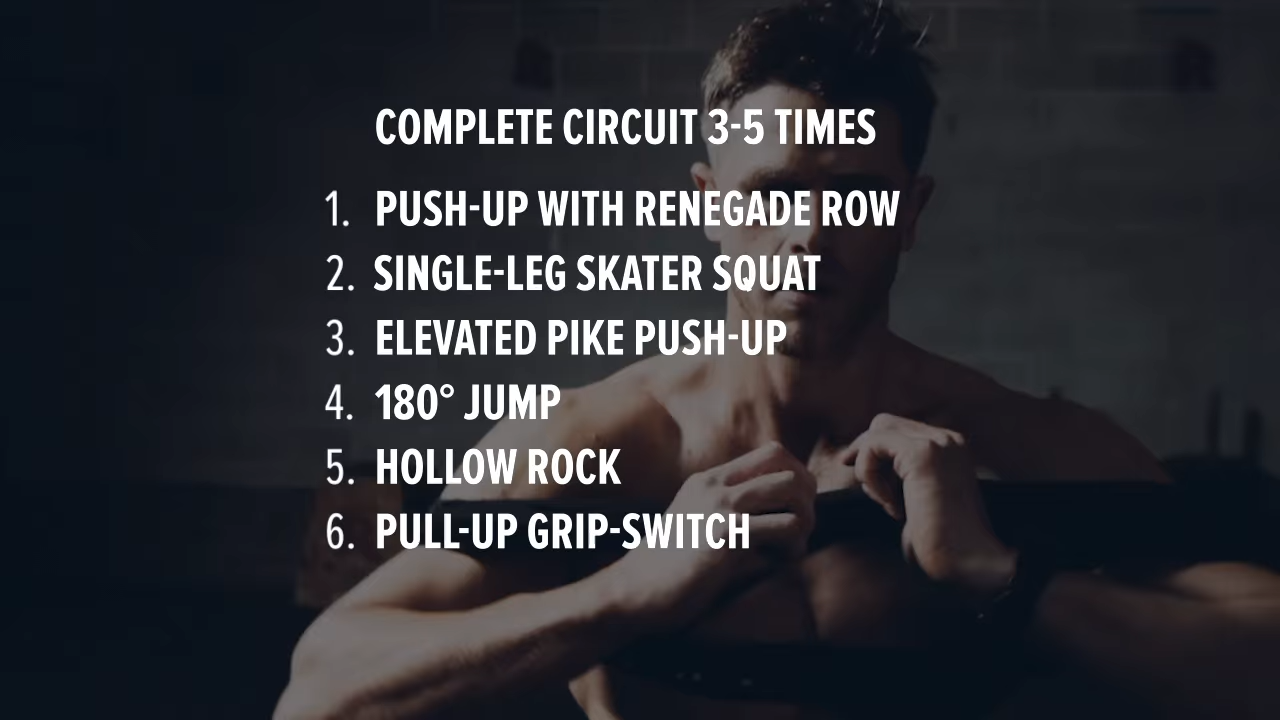 COMPLETE CIRCUIT 3-5 TIMES
1. PUSH-UP WITH RENEGADE ROW
2. SINGLE-LEG SKATER SQUAT
3. ELEVATED PIKE PUSH-UP
4. 180° JUMP
5. HOLLOW ROCK
6. PULL-UP GRIP-SWITCH